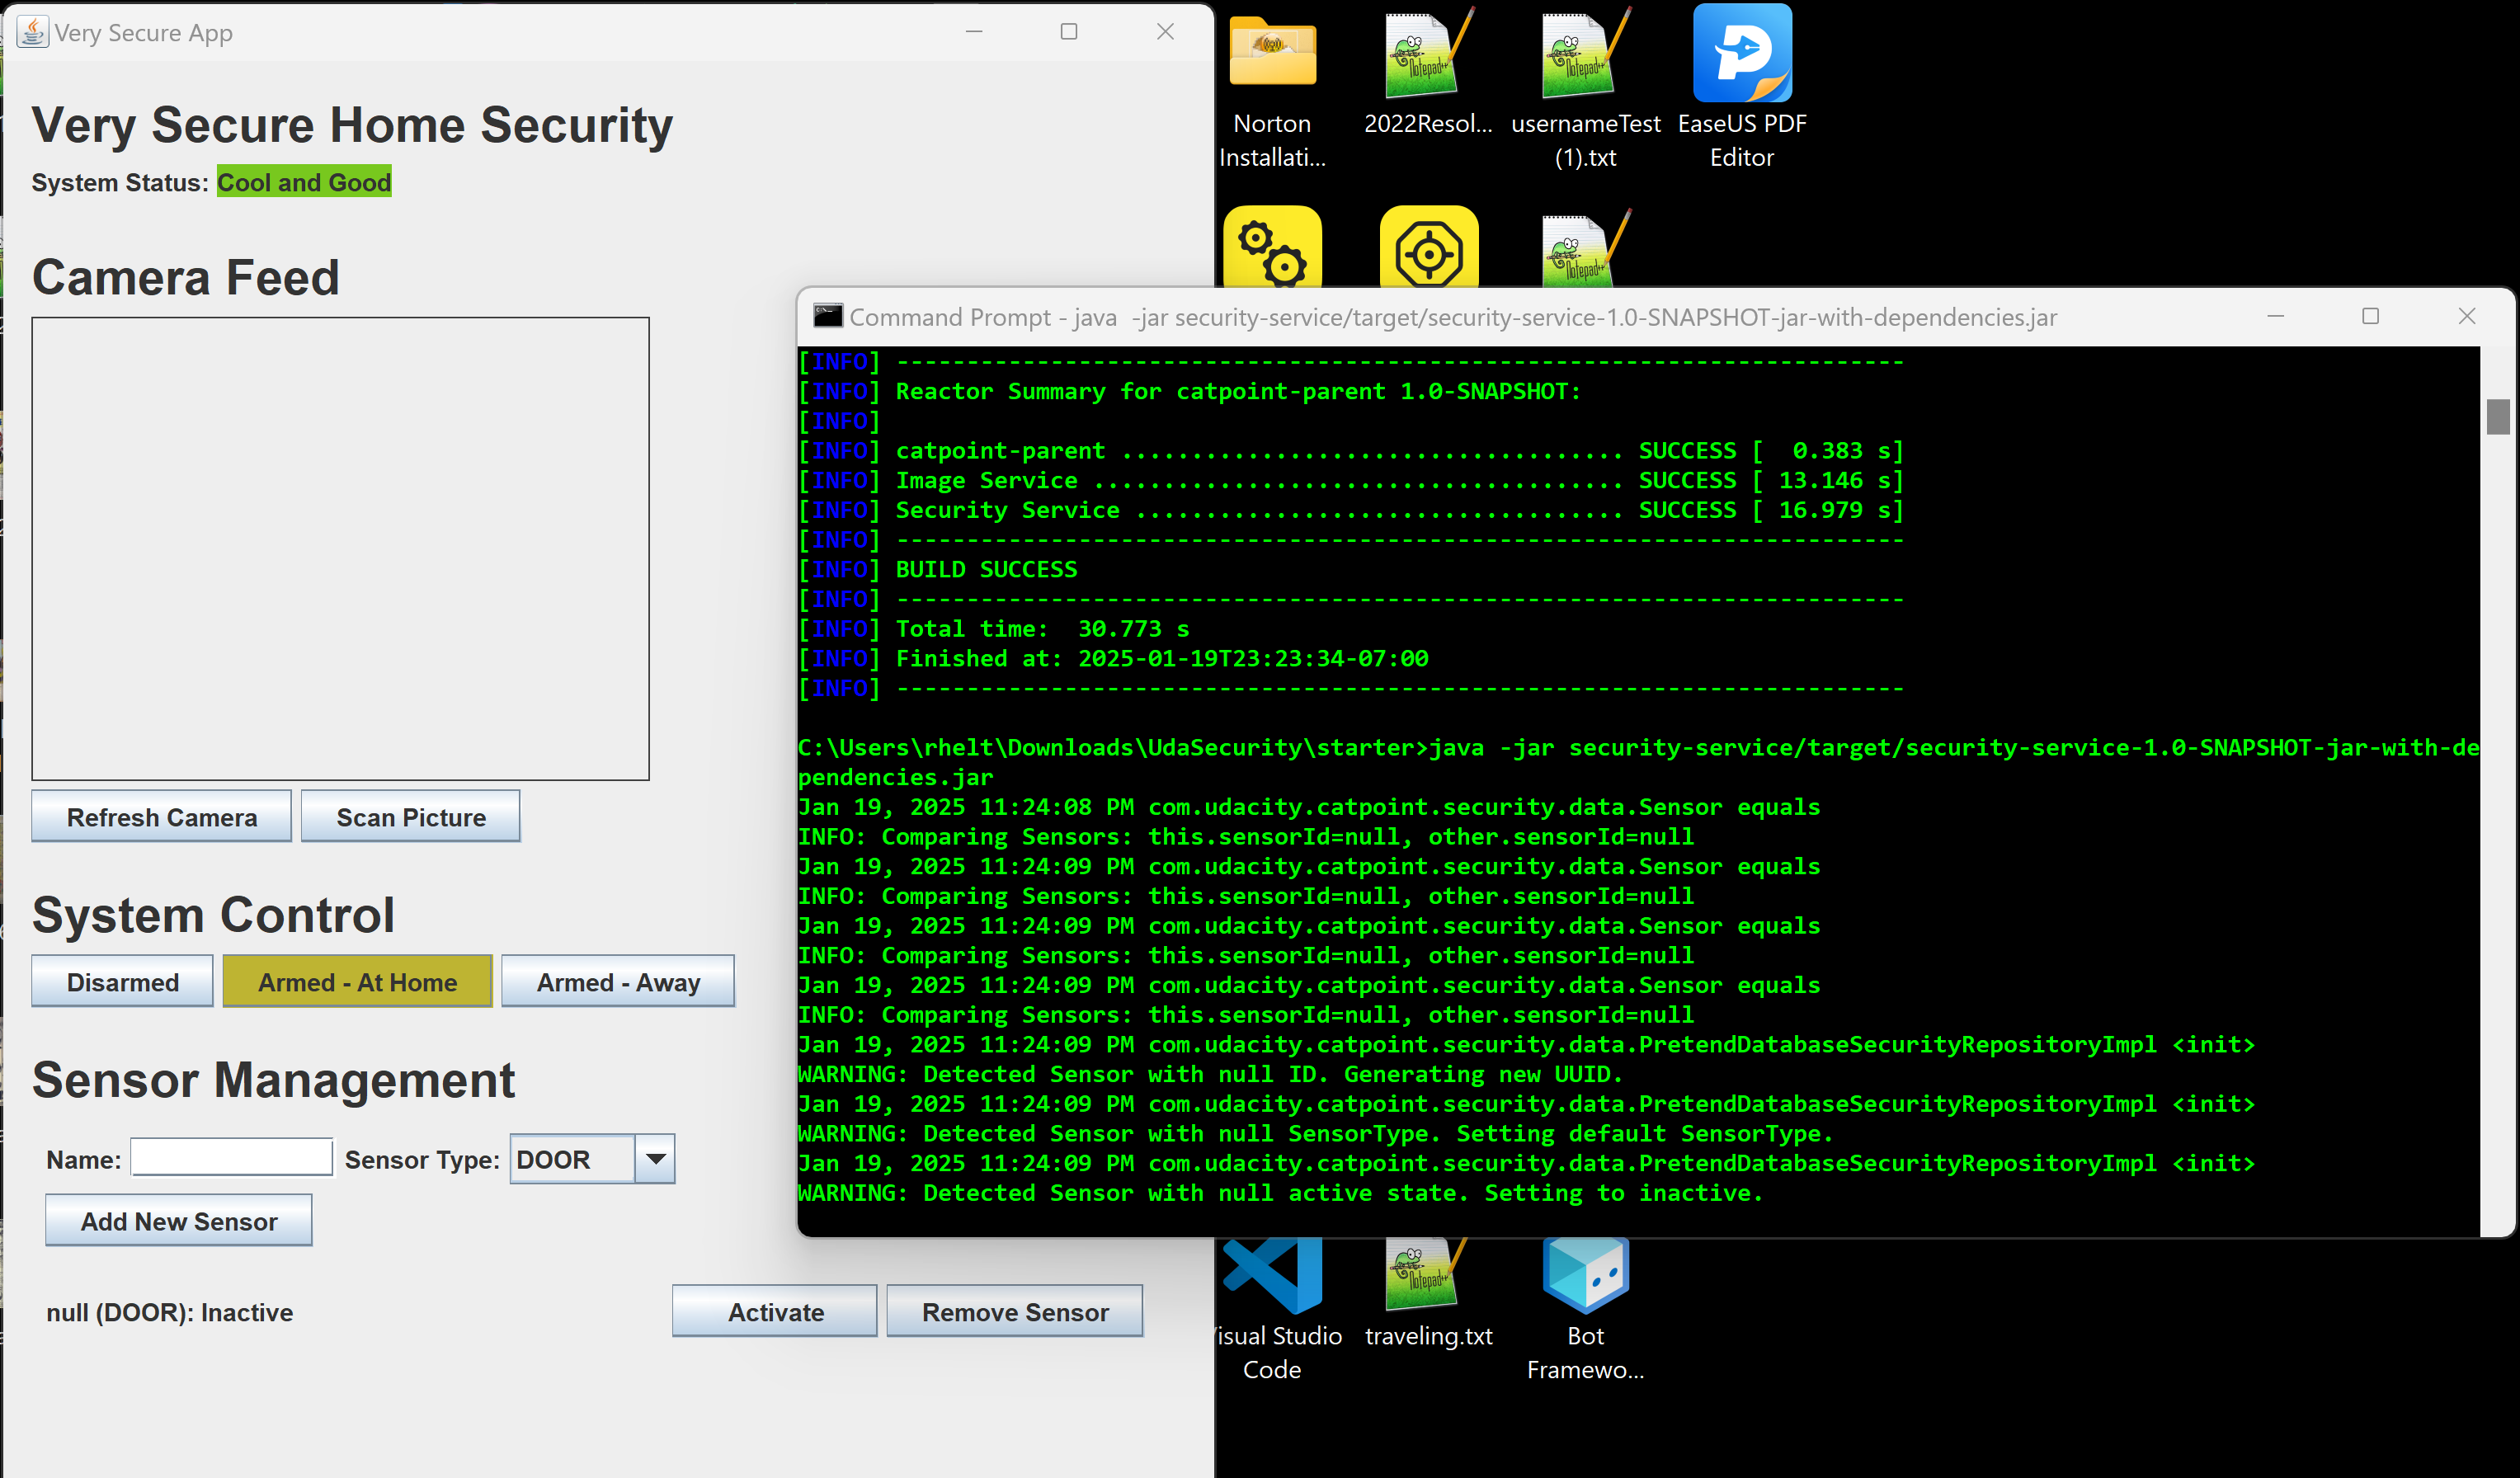 Very Secure App
Very Secure Home Security
System Status: Cool and Good
Camera Feed
Refresh Camera
Scan Picture
System Control
Disarmed
Armed - At Home
Armed - Away
Sensor Management
Name:
Sensor Type:
DOOR
Add New Sensor
null (DOOR): Inactive
Activate
Remove Sensor
Norton
Installati...
2022Resol...
usernameTest
(1).txt
EaseUS PDF
Editor
Notepad++
Notepad++
Notepad++
Command Prompt - java  -jar security-service/target/security-service-1.0-SNAPSHOT-jar-with-dependencies.jar
[INFO] ------------------------------------------------------------------------
[INFO] Reactor Summary for catpoint-parent 1.0-SNAPSHOT:
[INFO]
[INFO] catpoint-parent .................................... SUCCESS [  0.383 s]
[INFO] Image Service ...................................... SUCCESS [ 13.146 s]
[INFO] Security Service ................................... SUCCESS [ 16.979 s]
[INFO] ------------------------------------------------------------------------
[INFO] BUILD SUCCESS
[INFO] ------------------------------------------------------------------------
[INFO] Total time:  30.773 s
[INFO] Finished at: 2025-01-19T23:23:34-07:00
[INFO] ------------------------------------------------------------------------
C:\Users\rhelt\Downloads\UdaSecurity\starter>java -jar security-service/target/security-service-1.0-SNAPSHOT-jar-with-de
pendencies.jar
Jan 19, 2025 11:24:08 PM com.udacity.catpoint.security.data.Sensor equals
INFO: Comparing Sensors: this.sensorId=null, other.sensorId=null
Jan 19, 2025 11:24:09 PM com.udacity.catpoint.security.data.Sensor equals
INFO: Comparing Sensors: this.sensorId=null, other.sensorId=null
Jan 19, 2025 11:24:09 PM com.udacity.catpoint.security.data.Sensor equals
INFO: Comparing Sensors: this.sensorId=null, other.sensorId=null
Jan 19, 2025 11:24:09 PM com.udacity.catpoint.security.data.Sensor equals
INFO: Comparing Sensors: this.sensorId=null, other.sensorId=null
Jan 19, 2025 11:24:09 PM com.udacity.catpoint.security.data.PretendDatabaseSecurityRepositoryImpl <init>
WARNING: Detected Sensor with null ID. Generating new UUID.
Jan 19, 2025 11:24:09 PM com.udacity.catpoint.security.data.PretendDatabaseSecurityRepositoryImpl <init>
WARNING: Detected Sensor with null SensorType. Setting default SensorType.
Jan 19, 2025 11:24:09 PM com.udacity.catpoint.security.data.PretendDatabaseSecurityRepositoryImpl <init>
WARNING: Detected Sensor with null active state. Setting to inactive.
Notepad++
isual Studio
Code
traveling.txt
Bot
Framewo...